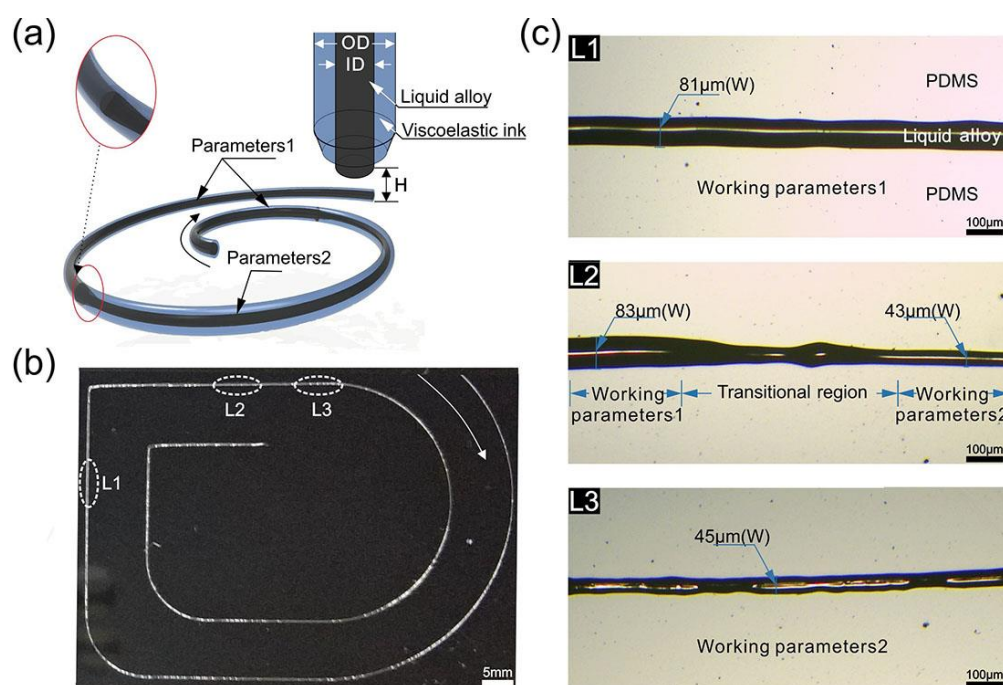 (a)
OD
ID
Liquid alloy
Viscoelastic ink
H
Parameters1
Parameters2
(b)
L2
L3
L1
5mm
(c)
L1
81μm(W)
PDMS
Liquid alloy
Working parameters1
PDMS
100μm
L2
83μm(W)
43μm(W)
Working
parameters1
Transitional region
Working
parameters2
100μm
L3
45μm(W)
Working parameters2
100μm